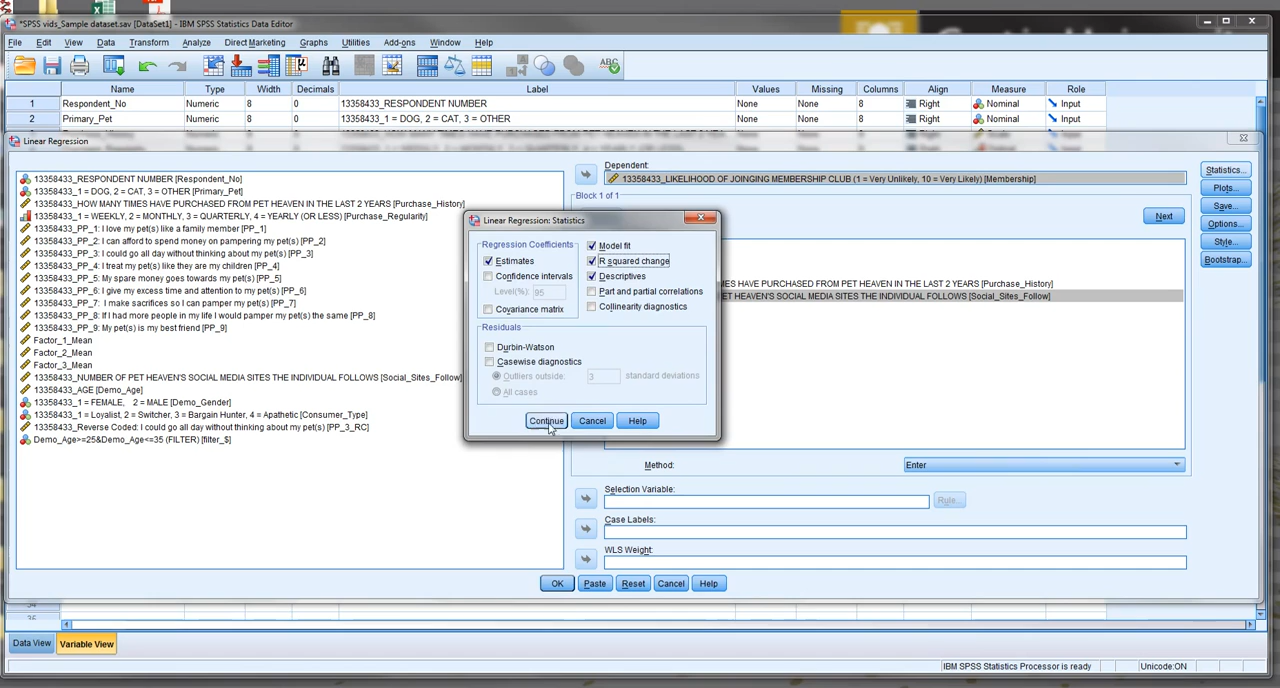 *SPSS vids_Sample dataset.sav [DataSet1] - IBM SPSS Statistics Data Editor
File Edit View Data Transform Analyze Direct Marketing Graphs Utilities Add-ons Window Help
Name Type Width Decimals Label Values Missing Columns Align Measure Role
1 Respondent_No Numeric 8 0 13358433_RESPONDENT NUMBER None None 8 Right Nominal Input
2 Primary_Pet Numeric 8 0 13358433_1 = DOG, 2 = CAT, 3 = OTHER None None 8 Right Nominal Input
Linear Regression
13358433_RESPONDENT NUMBER [Respondent_No]
13358433_1 = DOG, 2 = CAT, 3 = OTHER [Primary_Pet]
13358433_HOW MANY TIMES HAVE PURCHASED FROM PET HEAVEN IN THE LAST 2 YEARS [Purchase_History]
13358433_1 = WEEKLY, 2 = MONTHLY, 3 = QUARTERLY, 4 = YEARLY (OR LESS) [Purchase_Regularity]
13358433_PP_1: I love my pet(s) like a family member [PP_1]
13358433_PP_2: I can afford to spend money on pampering my pet(s) [PP_2]
13358433_PP_3: I could go all day without thinking about my pet(s) [PP_3]
13358433_PP_4: I treat my pet(s) like they are my children [PP_4]
13358433_PP_5: My spare money goes towards my pet(s) [PP_5]
13358433_PP_6: I give my excess time and attention to my pet(s) [PP_6]
13358433_PP_7: I make sacrifices so I can pamper my pet(s) [PP_7]
13358433_PP_8: If I had more people in my life I would pamper my pet(s) the same [PP_8]
13358433_PP_9: My pet(s) is my best friend [PP_9]
Factor_1_Mean
Factor_2_Mean
Factor_3_Mean
13358433_NUMBER OF PET HEAVEN'S SOCIAL MEDIA SITES THE INDIVIDUAL FOLLOWS [Social_Sites_Follow]
13358433_AGE [Demo_Age]
13358433_1 = FEMALE, 2 = MALE [Demo_Gender]
13358433_1 = Loyalist, 2 = Switcher, 3 = Bargain Hunter, 4 = Apathetic [Consumer_Type]
13358433_Reverse Coded: I could go all day without thinking about my pet(s) [PP_3_RC]
Demo_Age>=25&Demo_Age<=35 (FILTER) [filter_$]
Dependent:
13358433_LIKELIHOOD OF JOINGING MEMBERSHIP CLUB (1 = Very Unlikely, 10 = Very Likely) [Membership]
Block 1 of 1
Next
MES HAVE PURCHASED FROM PET HEAVEN IN THE LAST 2 YEARS [Purchase_History]
T HEAVEN'S SOCIAL MEDIA SITES THE INDIVIDUAL FOLLOWS [Social_Sites_Follow]
Method: Enter
Selection Variable:
Rule...
Case Labels:
WLS Weight:
OK Paste Reset Cancel Help
Statistics...
Plots...
Save...
Options...
Style...
Bootstrap...
Linear Regression: Statistics
Regression Coefficients
Estimates
Confidence intervals
Level(%): 95
Covariance matrix
Model fit
R squared change
Descriptives
Part and partial correlations
Collinearity diagnostics
Residuals
Durbin-Watson
Casewise diagnostics
Outliers outside: 3 standard deviations
All cases
Continue Cancel Help
Data View Variable View
IBM SPSS Statistics Processor is ready Unicode:ON